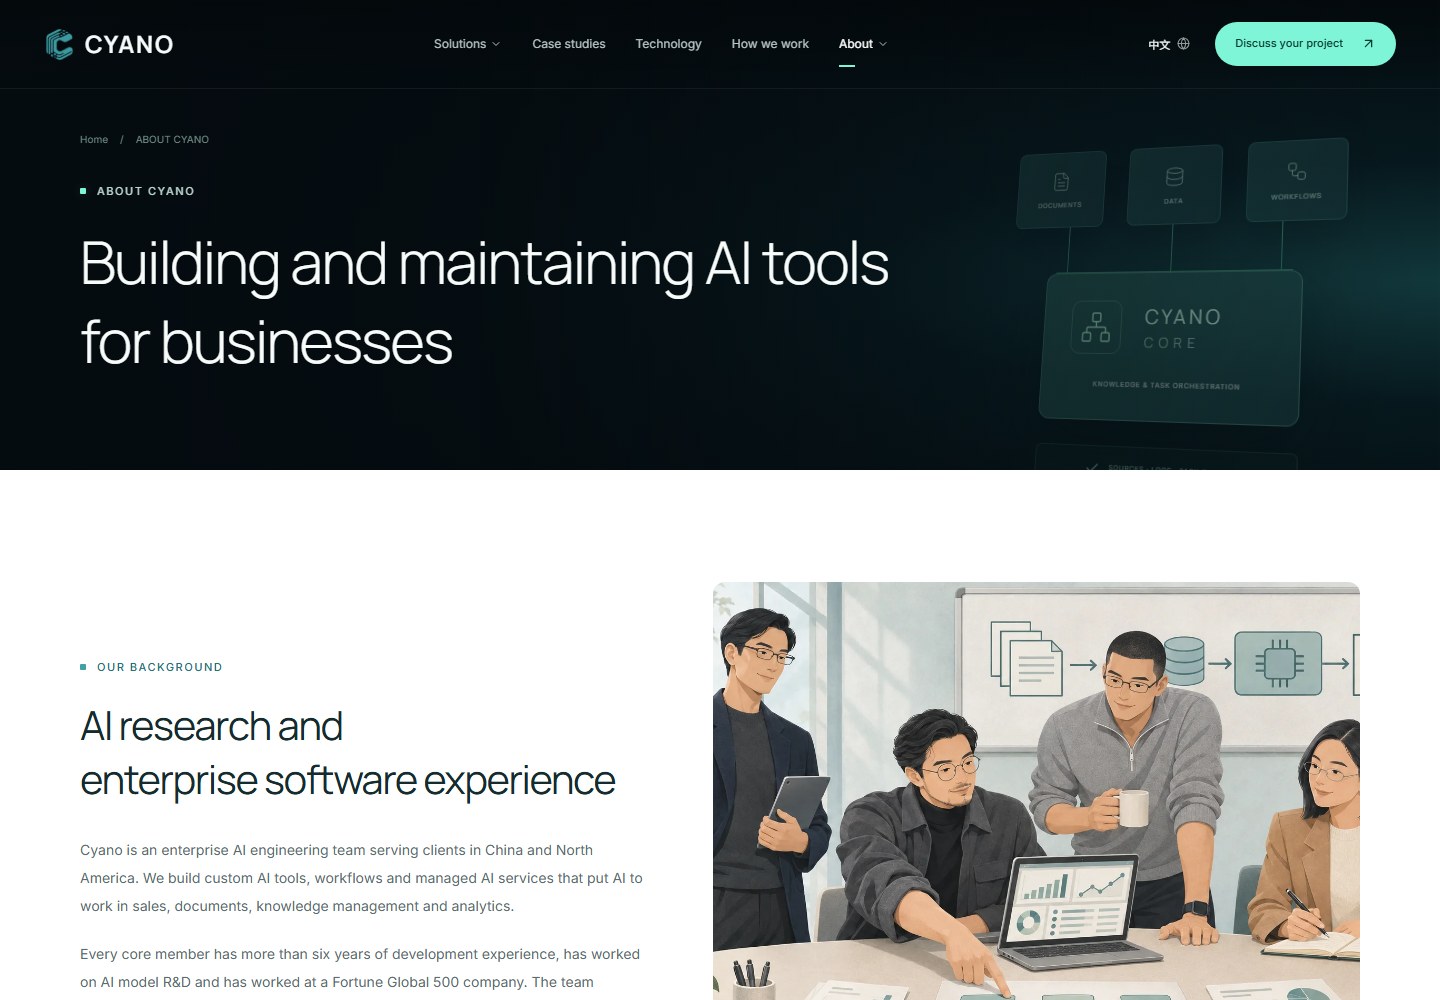 CYANO
Solutions
Case studies
Technology
How we work
About
中文
Discuss your project
Home / ABOUT CYANO
ABOUT CYANO
Building and maintaining AI tools
for businesses
DOCUMENTS
DATA
WORKFLOWS
CYANO
CORE
KNOWLEDGE & TASK ORCHESTRATION
OUR BACKGROUND
AI research and
enterprise software experience
Cyano is an enterprise AI engineering team serving clients in China and North
America. We build custom AI tools, workflows and managed AI services that put AI to
work in sales, documents, knowledge management and analytics.
Every core member has more than six years of development experience, has worked
on AI model R&D and has worked at a Fortune Global 500 company. The team